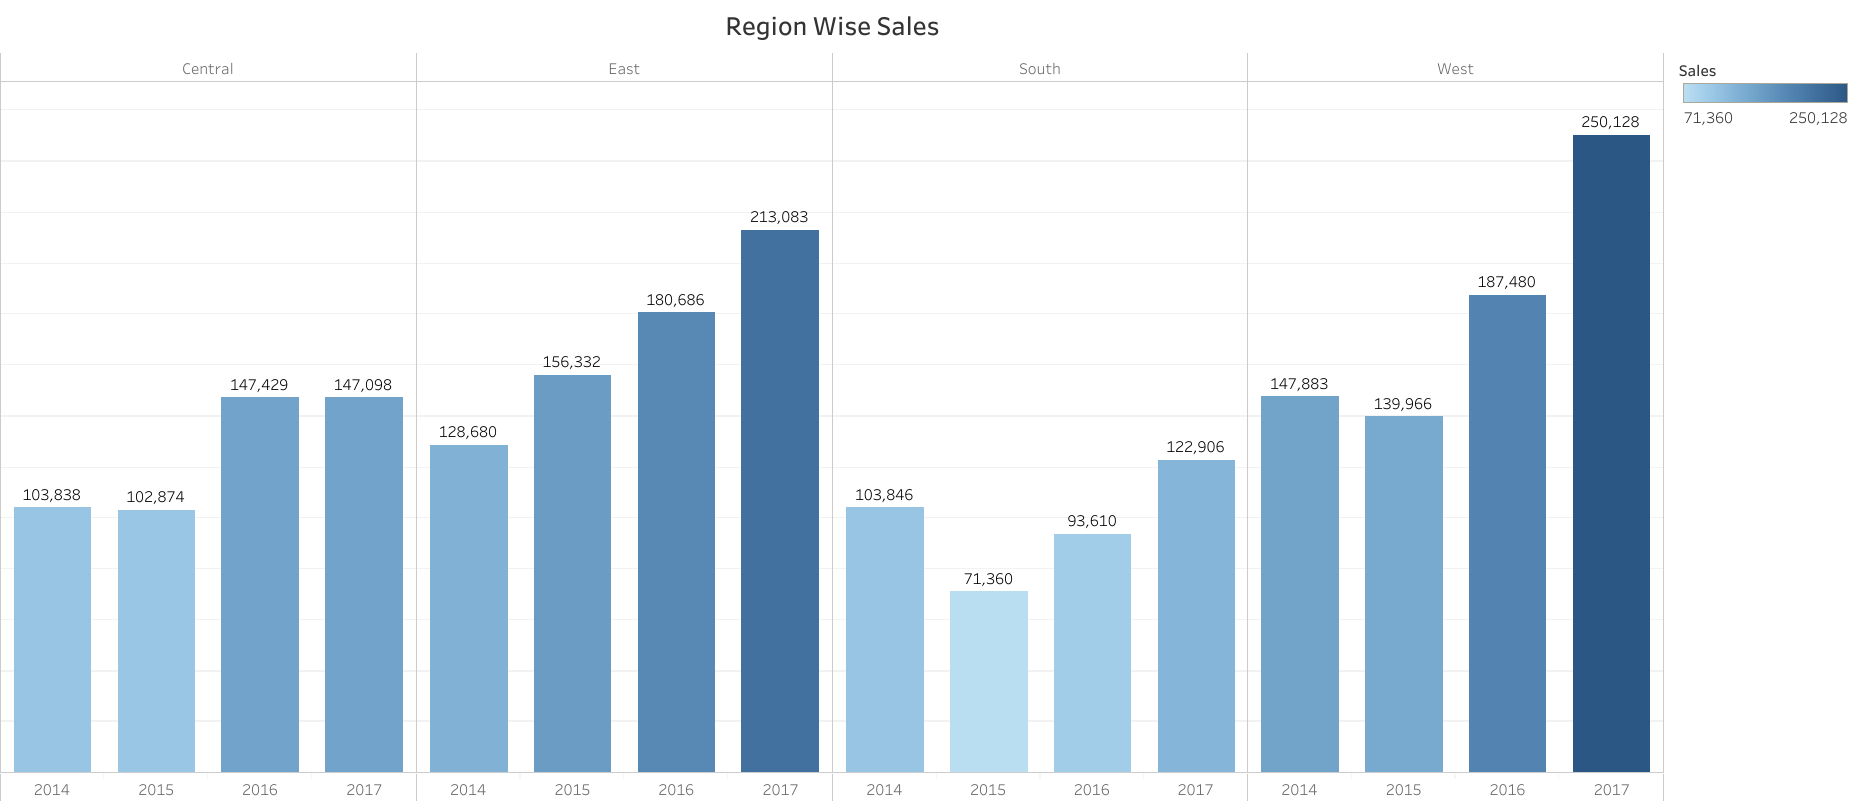 Region Wise Sales
Central East South West
Sales
71,360 250,128
103,838 102,874 147,429 147,098
128,680 156,332 180,686 213,083
103,846 71,360 93,610 122,906
147,883 139,966 187,480 250,128
2014 2015 2016 2017 2014 2015 2016 2017 2014 2015 2016 2017 2014 2015 2016 2017